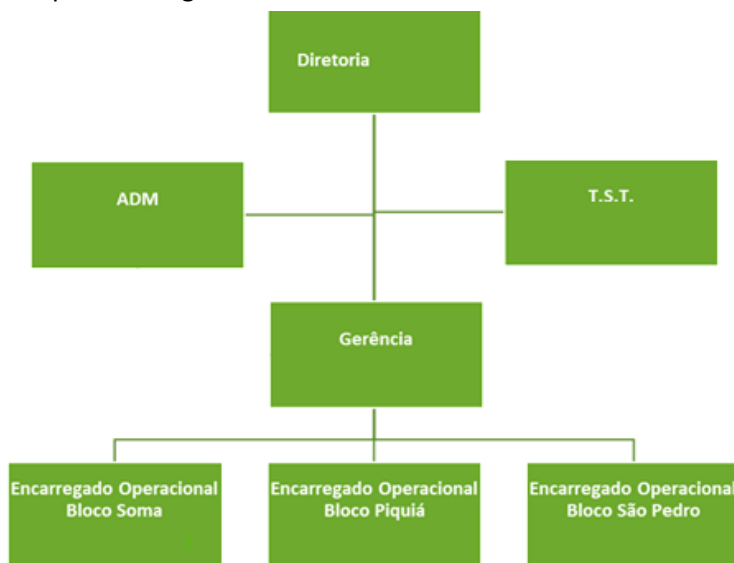 Diretoria
ADM
T.S.T.
Gerência
Encarregado Operacional
Bloco Soma
Encarregado Operacional
Bloco Piquiá
Encarregado Operacional
Bloco São Pedro